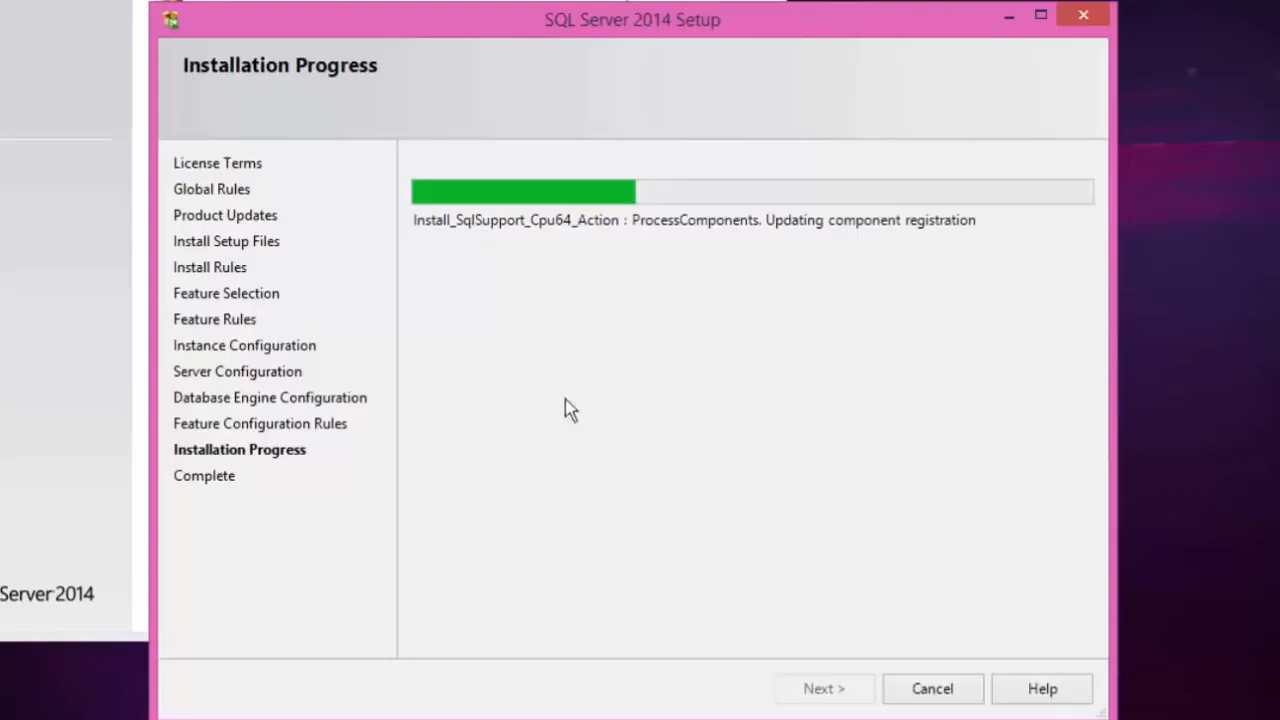 SQL Server 2014 Setup
Installation Progress
License Terms
Global Rules
Product Updates
Install Setup Files
Install Rules
Feature Selection
Feature Rules
Instance Configuration
Server Configuration
Database Engine Configuration
Feature Configuration Rules
Installation Progress
Complete
Install_SqlSupport_Cpu64_Action : ProcessComponents. Updating component registration
Server 2014
Next >
Cancel
Help